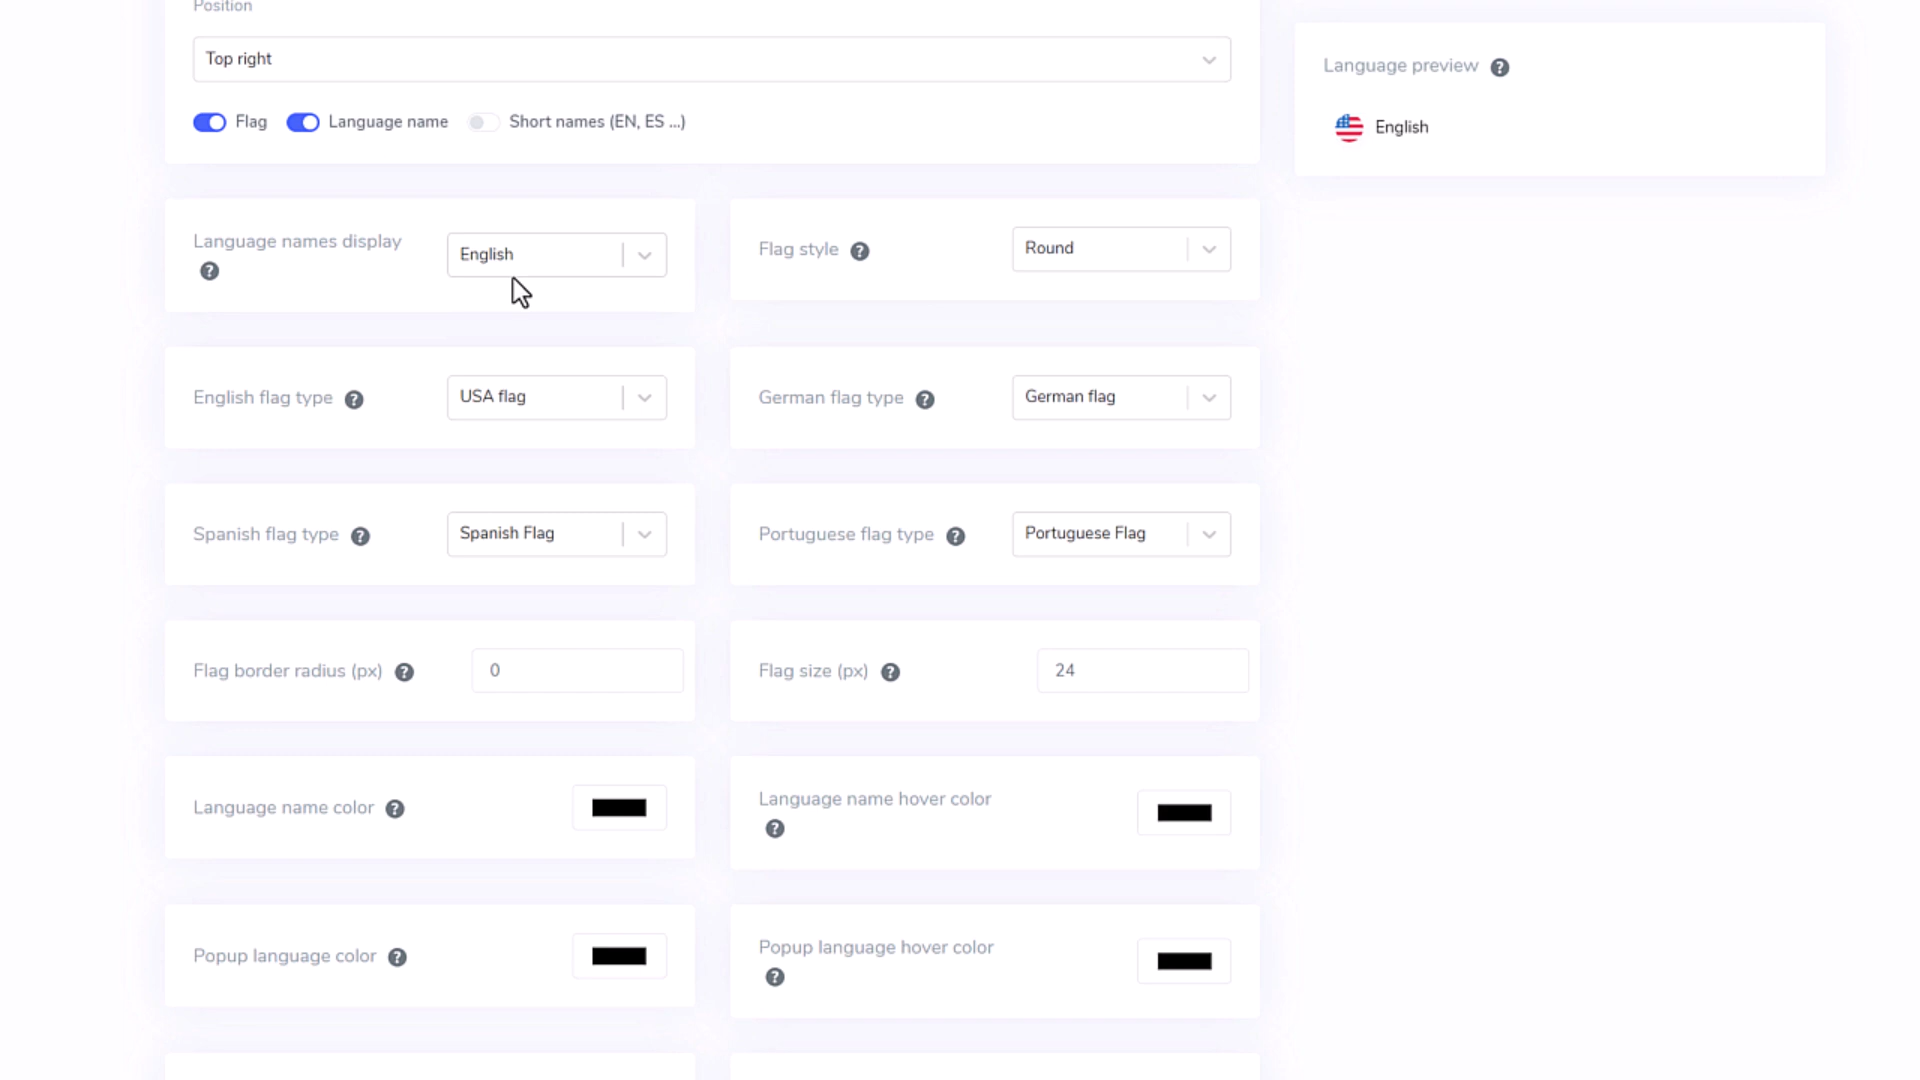 Position
Top right
Flag Language name Short names (EN, ES ...)
Language preview ?
English
Language names display
?
English
Flag style ?
Round
English flag type ?
USA flag
German flag type ?
German flag
Spanish flag type ?
Spanish Flag
Portuguese flag type ?
Portuguese Flag
Flag border radius (px) ?
0
Flag size (px) ?
24
Language name color ?
Language name hover color
?
Popup language color ?
Popup language hover color
?